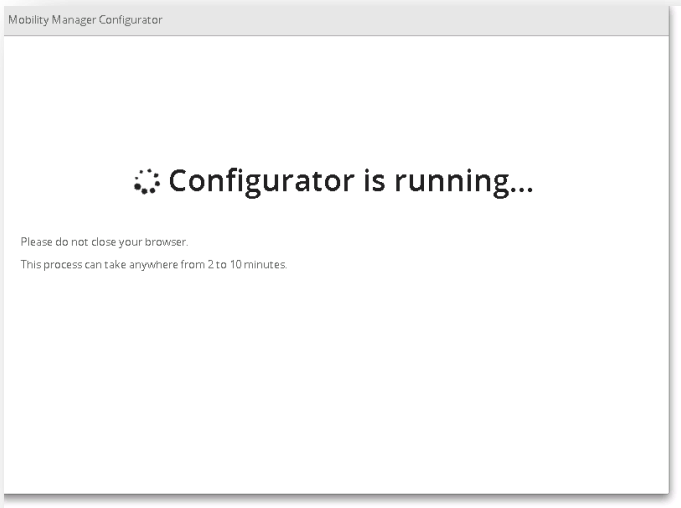 Mobility Manager Configurator
Configurator is running...
Please do not close your browser.
This process can take anywhere from 2 to 10 minutes.